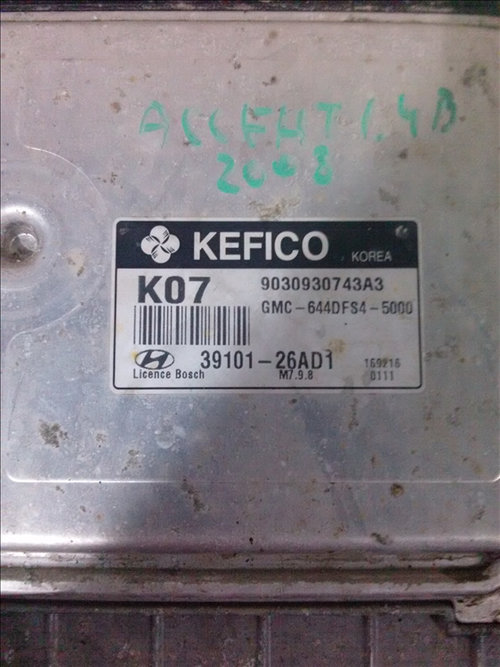 ACCENT 1.4B
2008
KEFICO KOREA
K07 9030930743A3
GMC-644DFS4-5000
39101-26AD1 169216
Licence Bosch M7.9.8 0111